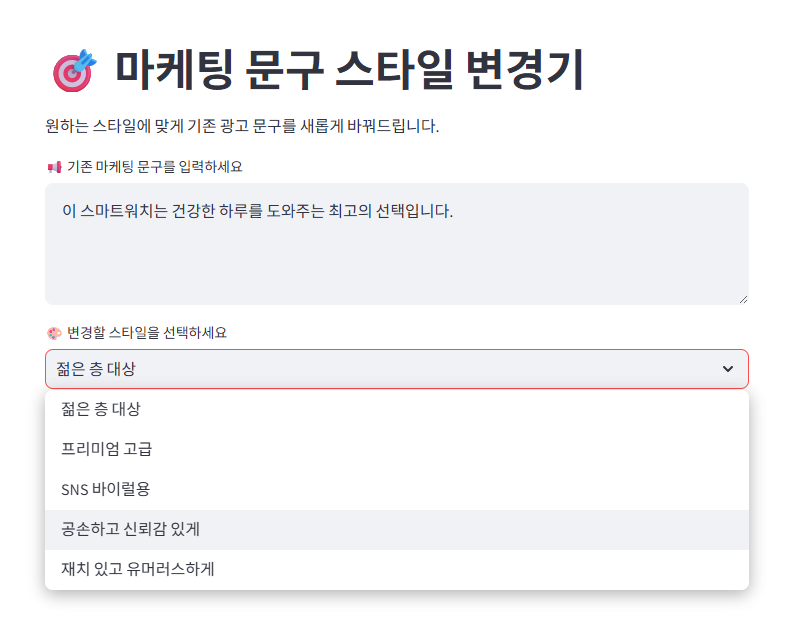 🎯 마케팅 문구 스타일 변경기
원하는 스타일에 맞게 기존 광고 문구를 새롭게 바꿔드립니다.
📢 기존 마케팅 문구를 입력하세요
이 스마트워치는 건강한 하루를 도와주는 최고의 선택입니다.
🎨 변경할 스타일을 선택하세요
젊은 층 대상
젊은 층 대상
프리미엄 고급
SNS 바이럴용
공손하고 신뢰감 있게
재치 있고 유머러스하게